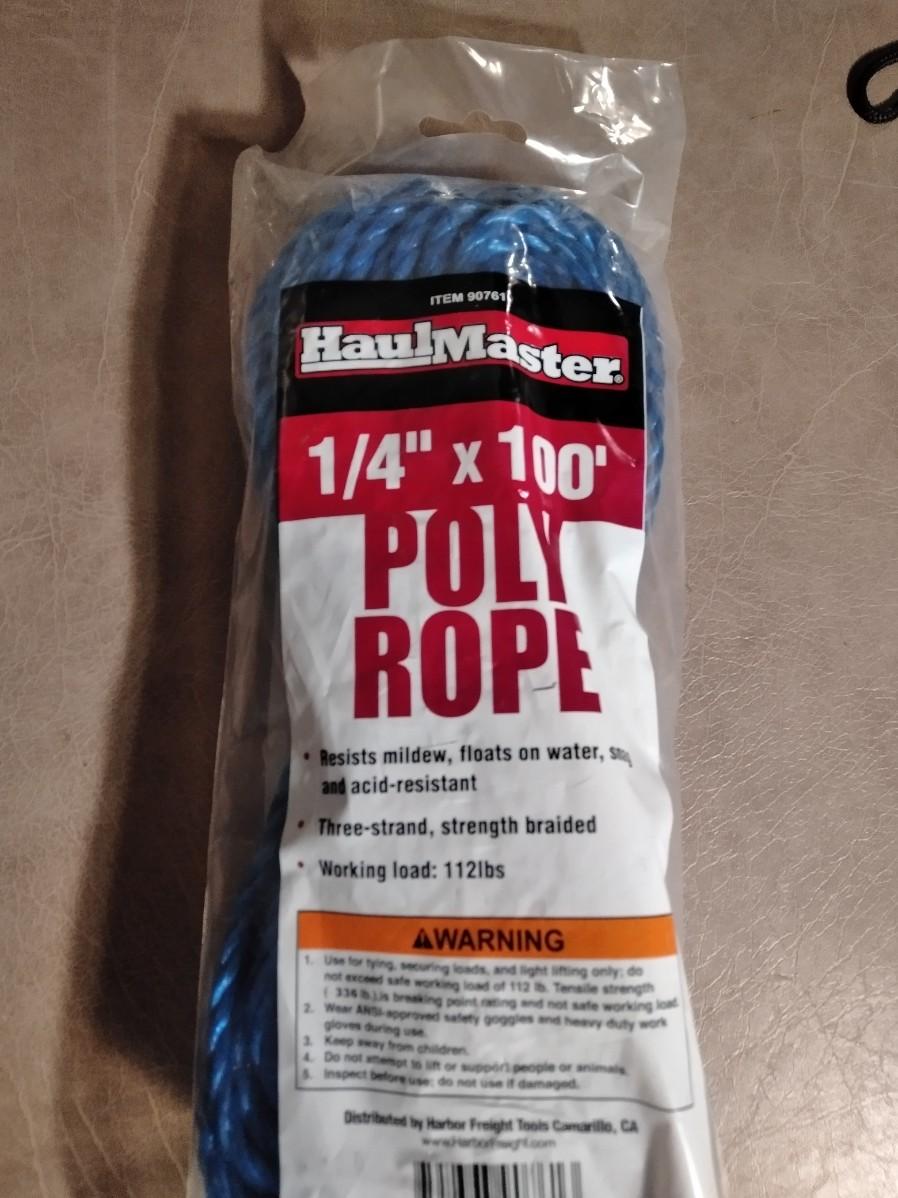 ITEM 90761
HaulMaster®
1/4" x 100'
POLY
ROPE
• Resists mildew, floats on water, snag
and acid-resistant
• Three-strand, strength braided
• Working load: 112lbs
⚠WARNING
1. Use for tying, securing loads, and light lifting only; do
not exceed safe working load of 112 lb. Tensile strength
( 336 lb.) is breaking point rating and not safe working load.
2. Wear ANSI-approved safety goggles and heavy duty work
gloves during use.
3. Keep away from children.
4. Do not attempt to lift or support people or animals.
5. Inspect before use; do not use if damaged.
Distributed by Harbor Freight Tools Camarillo, CA
www.HarborFreight.com